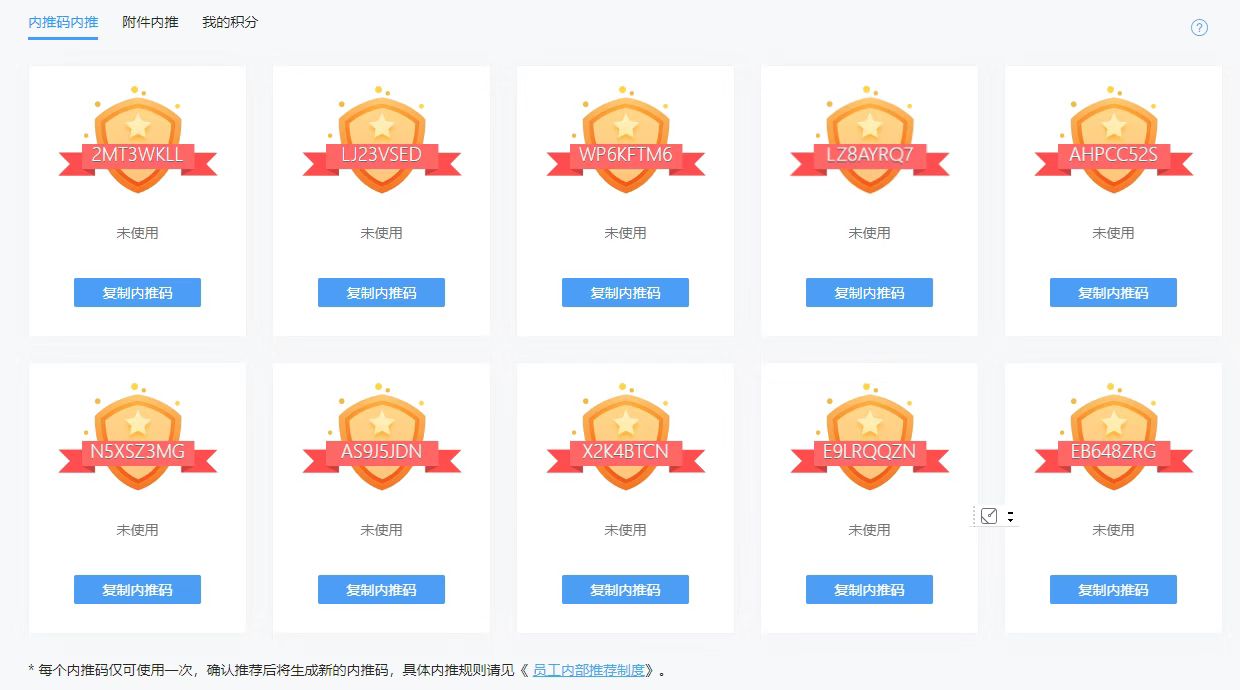 内推码内推 附件内推 我的积分
?
2MT3WKLL LJ23VSED WP6KFTM6 LZ8AYRQ7 AHPCC52S
未使用 未使用 未使用 未使用 未使用
复制内推码 复制内推码 复制内推码 复制内推码 复制内推码
N5XSZ3MG AS9J5JDN X2K4BTCN E9LRQQZN EB648ZRG
未使用 未使用 未使用 未使用 未使用
复制内推码 复制内推码 复制内推码 复制内推码 复制内推码
* 每个内推码仅可使用一次，确认推荐后将生成新的内推码，具体内推规则请见《 员工内部推荐制度》。